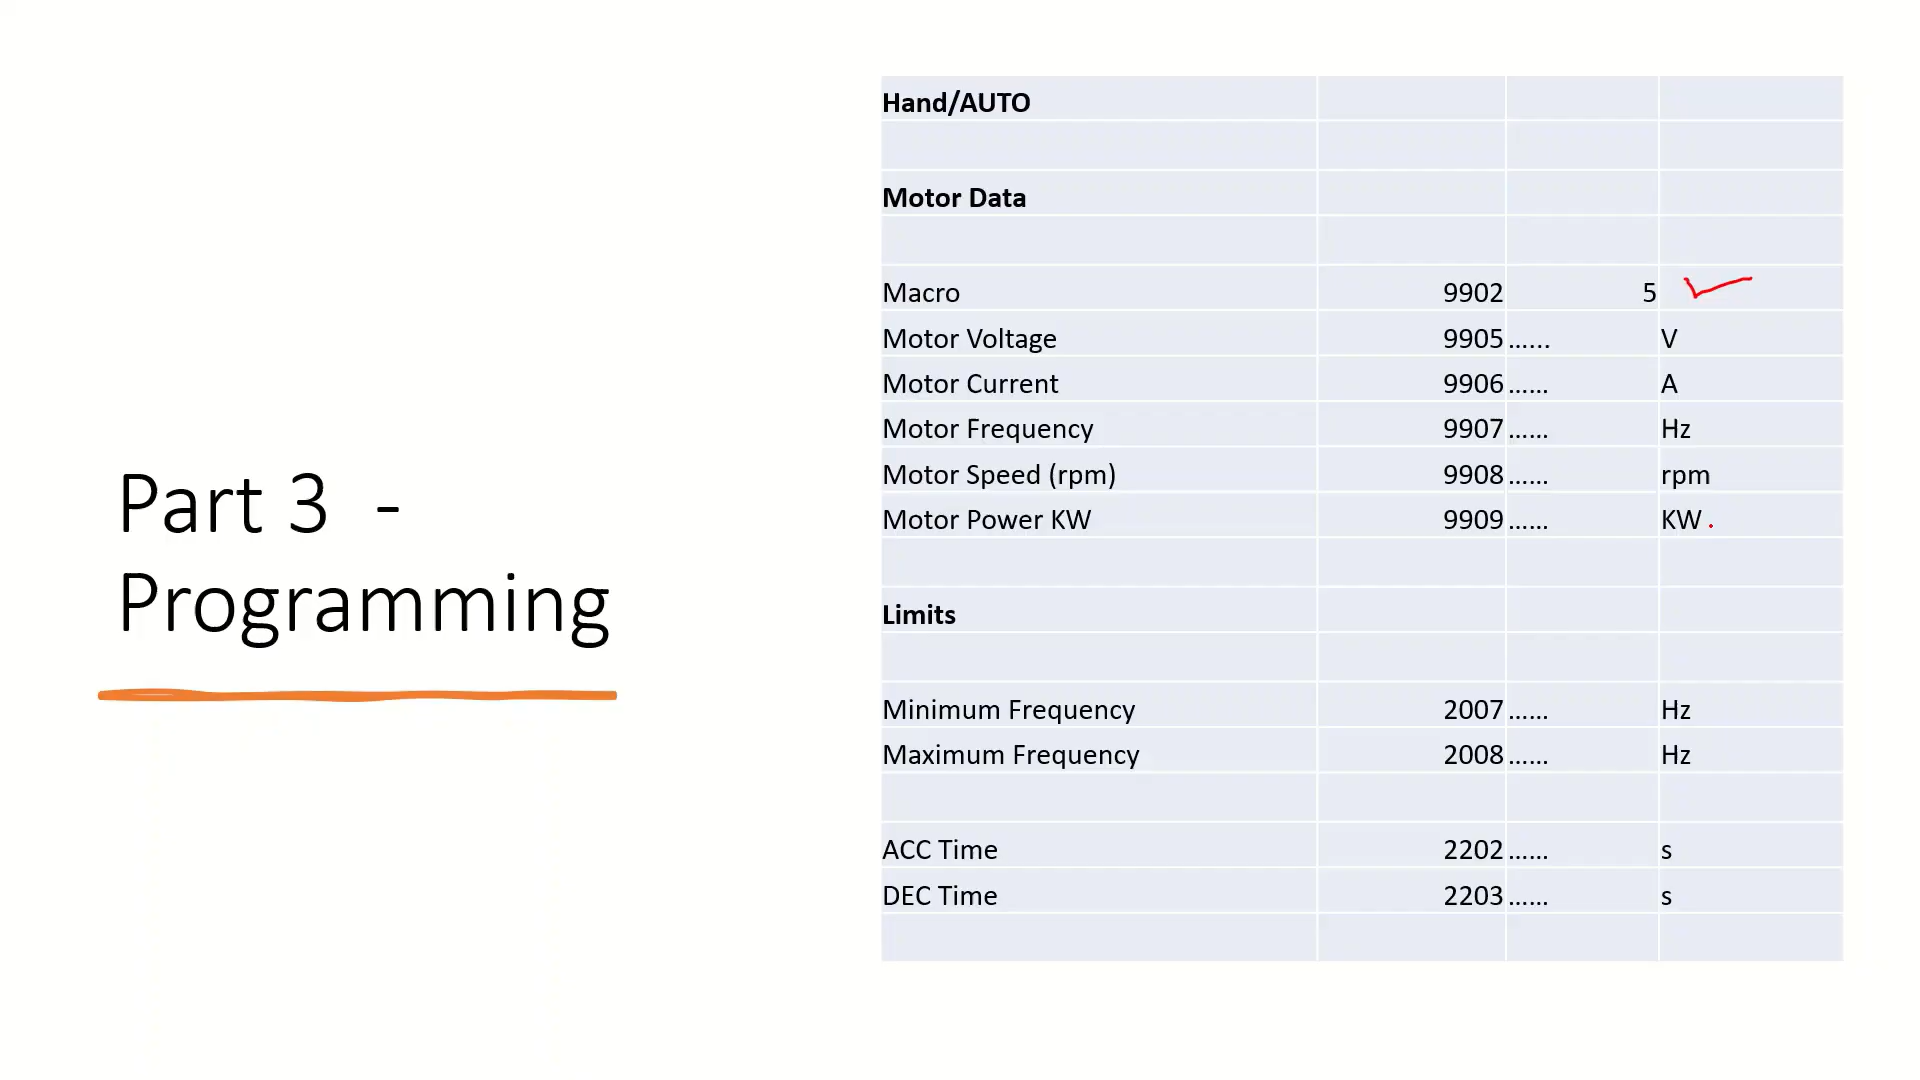 Part 3  -
Programming
Hand/AUTO
Motor Data
Macro 9902 5
Motor Voltage 9905 ...... V
Motor Current 9906 ...... A
Motor Frequency 9907 ...... Hz
Motor Speed (rpm) 9908 ...... rpm
Motor Power KW 9909 ...... KW
Limits
Minimum Frequency 2007 ...... Hz
Maximum Frequency 2008 ...... Hz
ACC Time 2202 ...... s
DEC Time 2203 ...... s